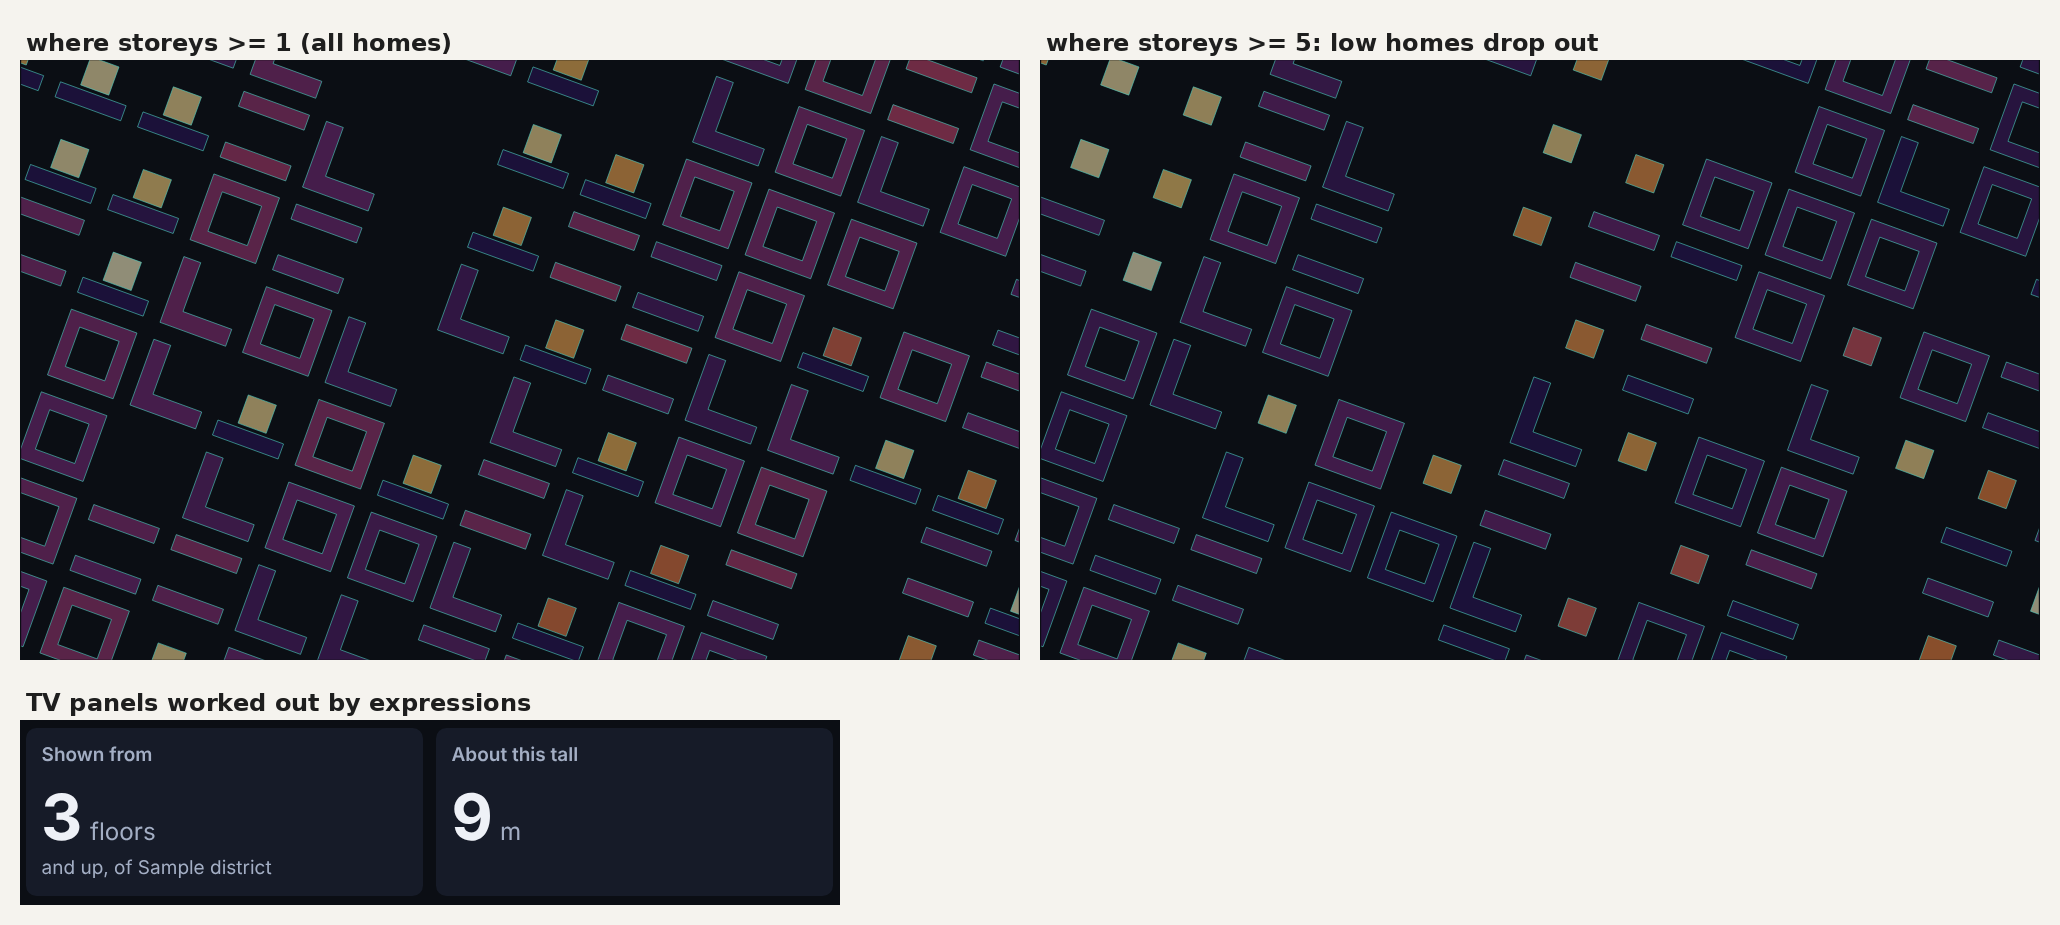 where storeys >= 1 (all homes)
where storeys >= 5: low homes drop out
TV panels worked out by expressions
Shown from
3 floors
and up, of Sample district
About this tall
9 m